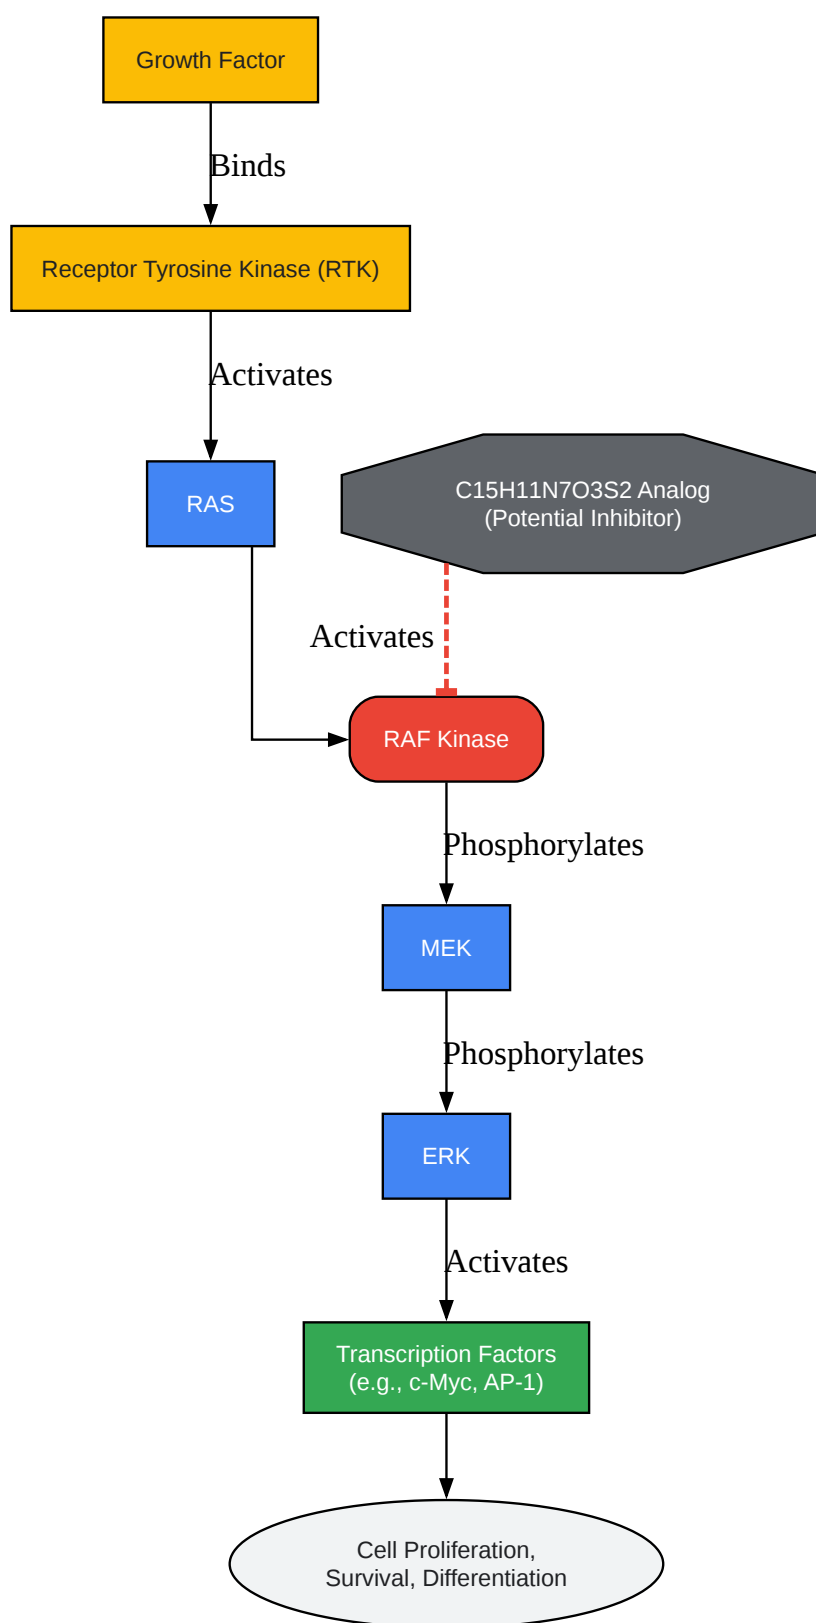 Growth Factor
Binds
Receptor Tyrosine Kinase (RTK)
Activates
RAS
C15H11N7O3S2 Analog
(Potential Inhibitor)
Activates
RAF Kinase
Phosphorylates
MEK
Phosphorylates
ERK
Activates
Transcription Factors
(e.g., c-Myc, AP-1)
Cell Proliferation,
Survival, Differentiation